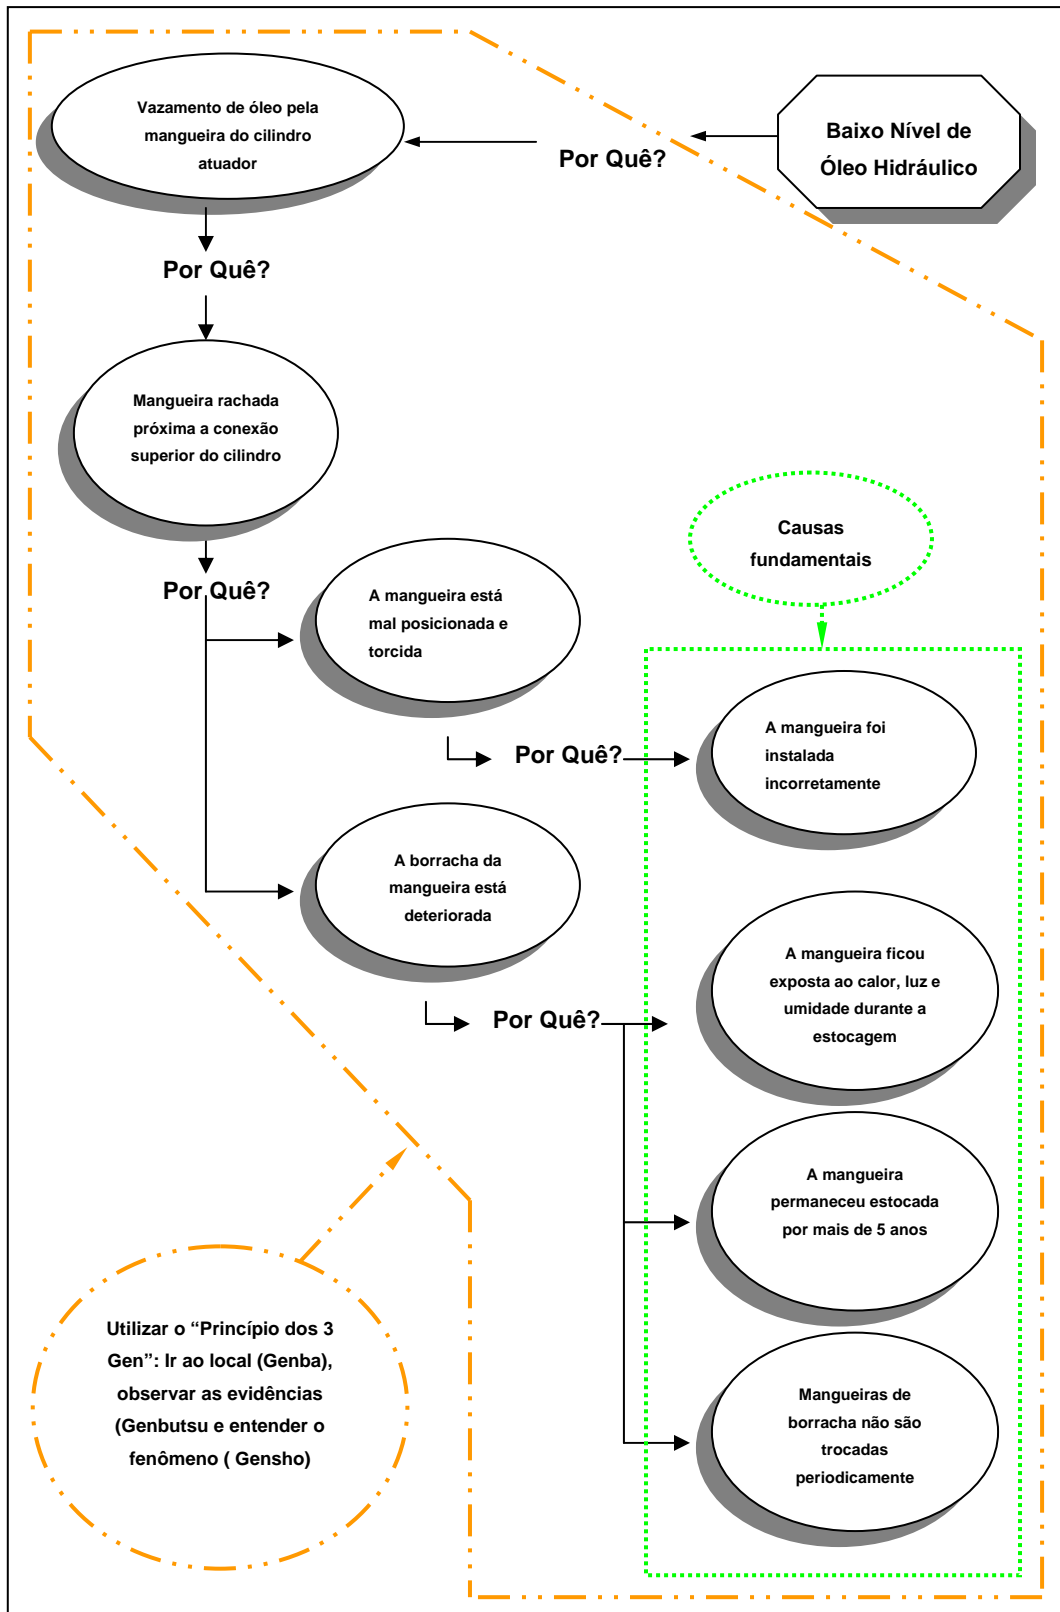 Vazamento de óleo pela
mangueira do cilindro
atuador
Por Quê?
Baixo Nível de
Óleo Hidráulico
Por Quê?
Mangueira rachada
próxima a conexão
superior do cilindro
Por Quê?
A mangueira está
mal posicionada e
torcida
Causas
fundamentais
Por Quê?
A mangueira foi
instalada
incorretamente
A borracha da
mangueira está
deteriorada
Por Quê?
A mangueira ficou
exposta ao calor, luz e
umidade durante a
estocagem
A mangueira
permaneceu estocada
por mais de 5 anos
Mangueiras de
borracha não são
trocadas
periodicamente
Utilizar o “Princípio dos 3
Gen”: Ir ao local (Genba),
observar as evidências
(Genbutsu e entender o
fenômeno ( Gensho)